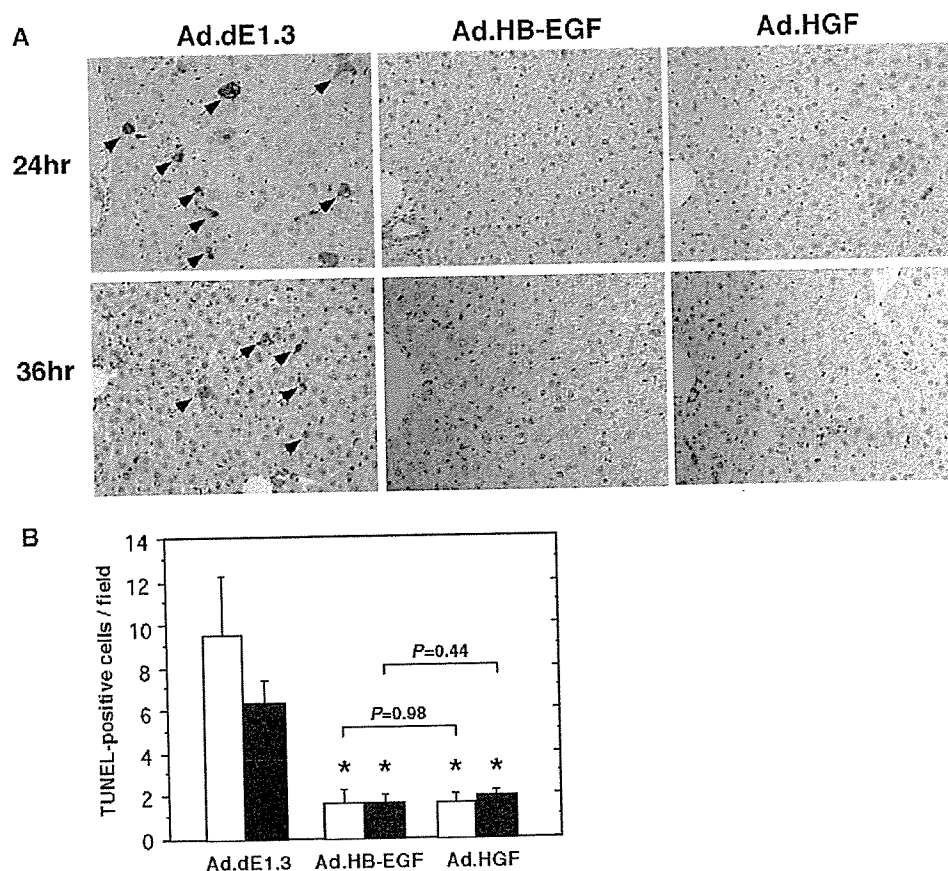 A
Ad.dE1.3 Ad.HB-EGF Ad.HGF
24hr
36hr
B
TUNEL-positive cells / field
14
12
10
8
6
4
2
0
P=0.44
P=0.98
* * * *
Ad.dE1.3 Ad.HB-EGF Ad.HGF